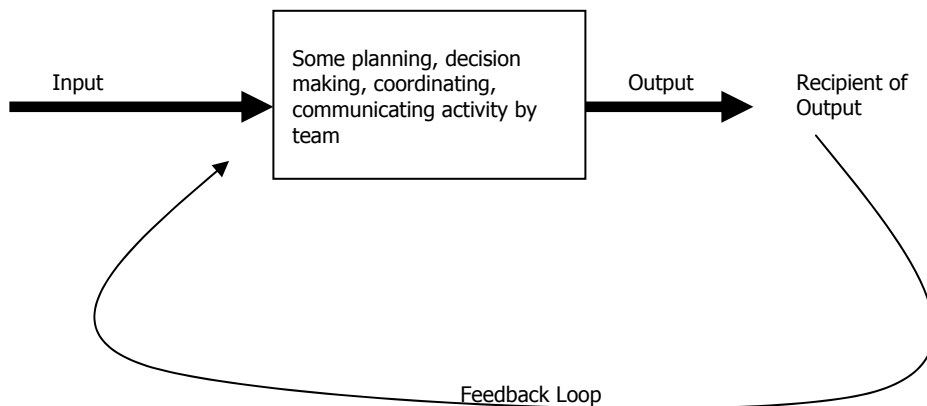 Input
Some planning, decision
making, coordinating,
communicating activity by
team
Output
Recipient of
Output
Feedback Loop